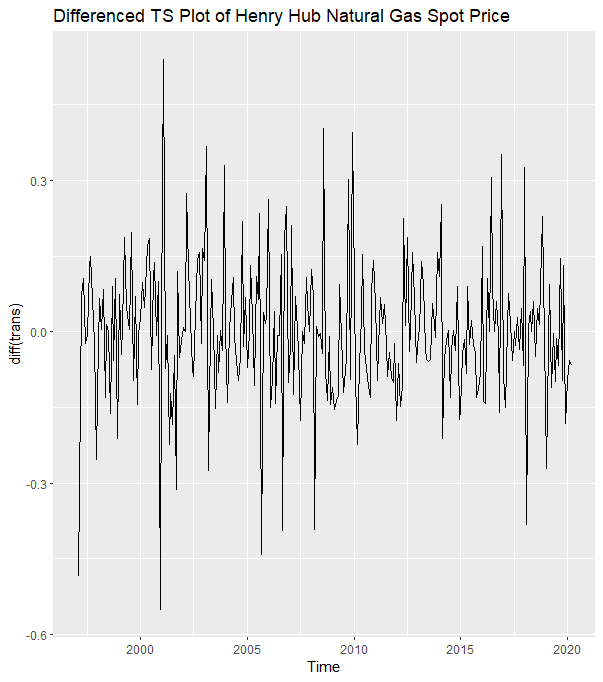 Differenced TS Plot of Henry Hub Natural Gas Spot Price
diff(trans)
0.3
0.0
-0.3
-0.6
2000 2005 2010 2015 2020
Time